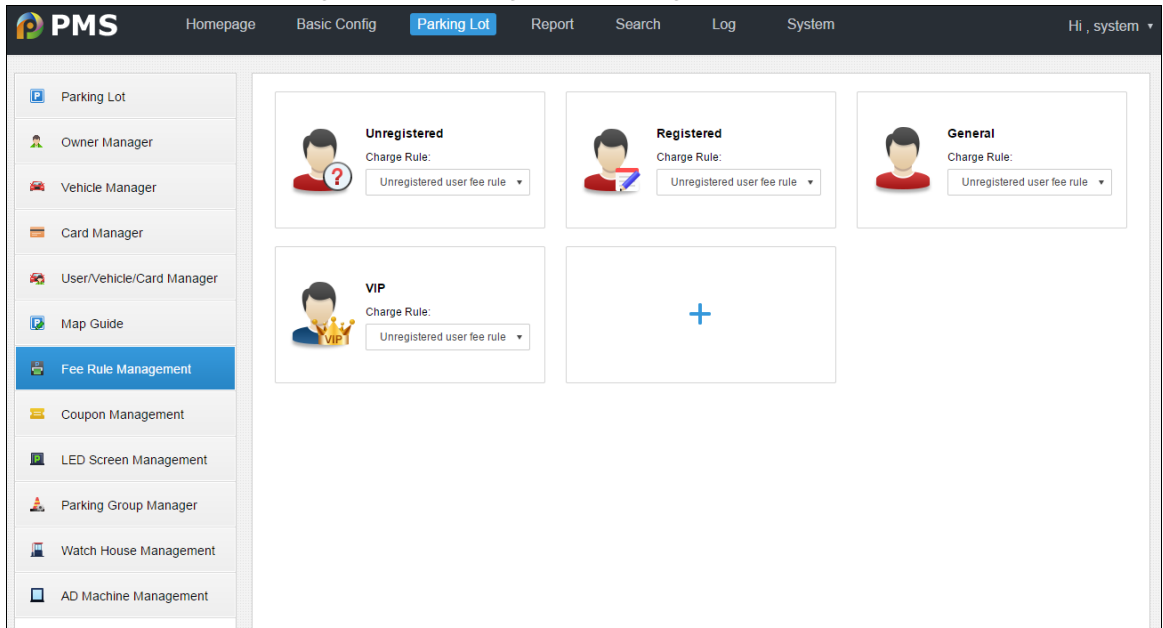 PMS Homepage Basic Config Parking Lot Report Search Log System Hi , system
Parking Lot
Owner Manager
Vehicle Manager
Card Manager
User/Vehicle/Card Manager
Map Guide
Fee Rule Management
Coupon Management
LED Screen Management
Parking Group Manager
Watch House Management
AD Machine Management
Unregistered
Charge Rule:
Unregistered user fee rule
Registered
Charge Rule:
Unregistered user fee rule
General
Charge Rule:
Unregistered user fee rule
VIP
VIP
Charge Rule:
Unregistered user fee rule